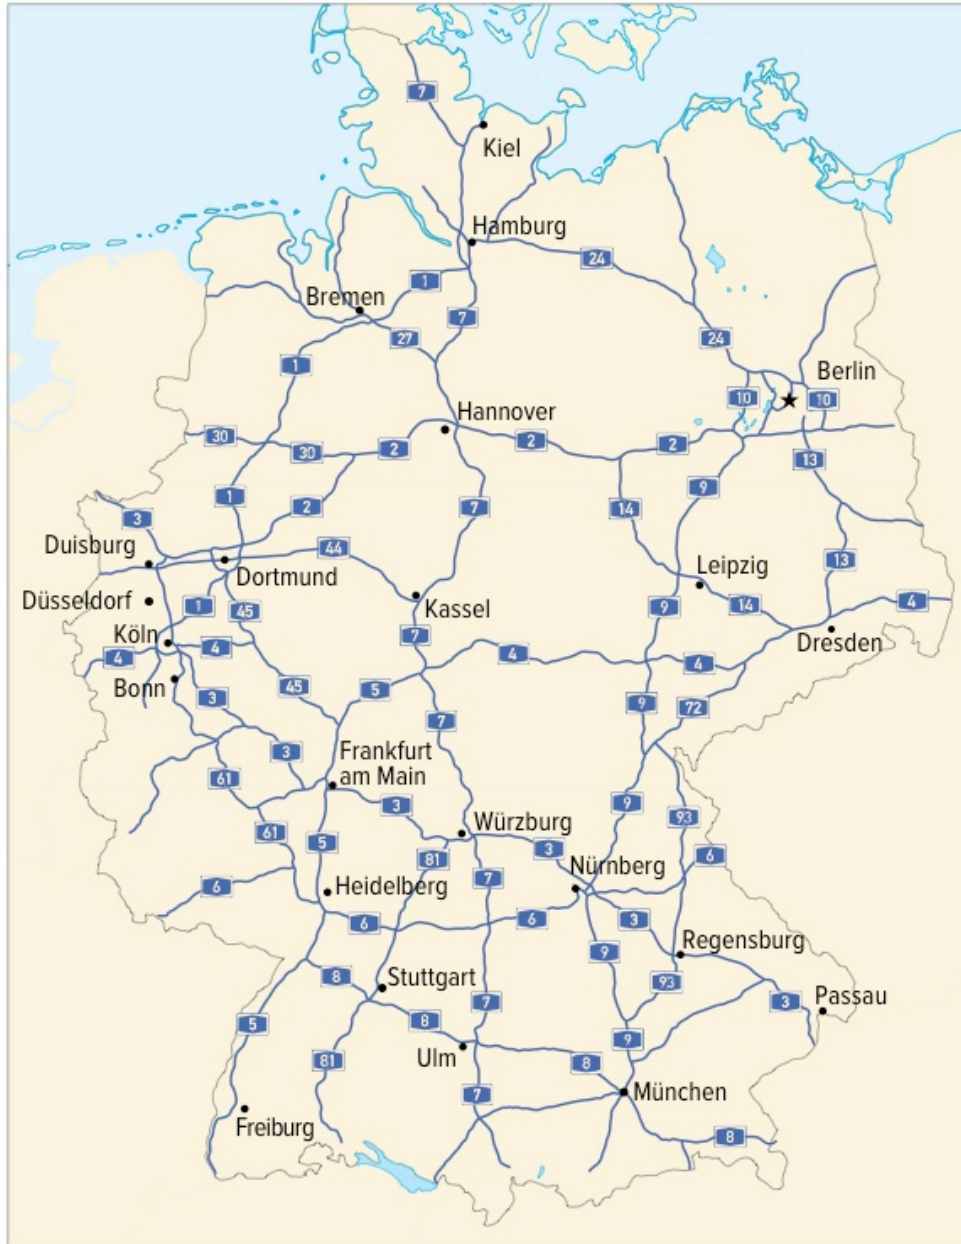 7
Kiel
Hamburg
24
1
Bremen
7
27
24
1
Berlin
10
10
Hannover
30
2
2
30
2
13
9
1
2
7
14
3
Duisburg
44
Leipzig
13
Dortmund
Düsseldorf
1
45
Kassel
9
14
4
Köln
7
Dresden
4
4
4
4
Bonn
3
45
5
9
72
7
Frankfurt
am Main
3
61
3
9
93
61
5
Würzburg
81
3
6
Nürnberg
7
6
Heidelberg
6
6
3
Regensburg
9
8
Stuttgart
93
7
3
Passau
5
8
9
Ulm
81
8
7
München
Freiburg
8